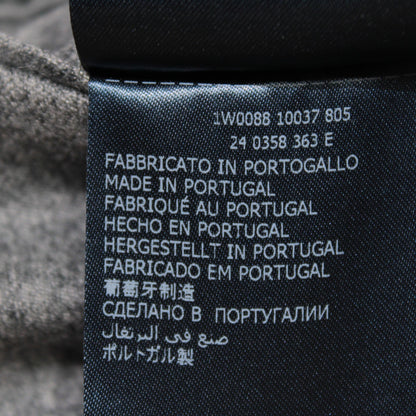 1W0088 10037 805
24 0358 363 E
FABBRICATO IN PORTOGALLO
MADE IN PORTUGAL
FABRIQUÉ AU PORTUGAL
HECHO EN PORTUGAL
HERGESTELLT IN PORTUGAL
FABRICADO EM PORTUGAL
葡萄牙制造
СДЕЛАНО В ПОРТУГАЛИИ
صنع في البرتغال
ポルトガル製